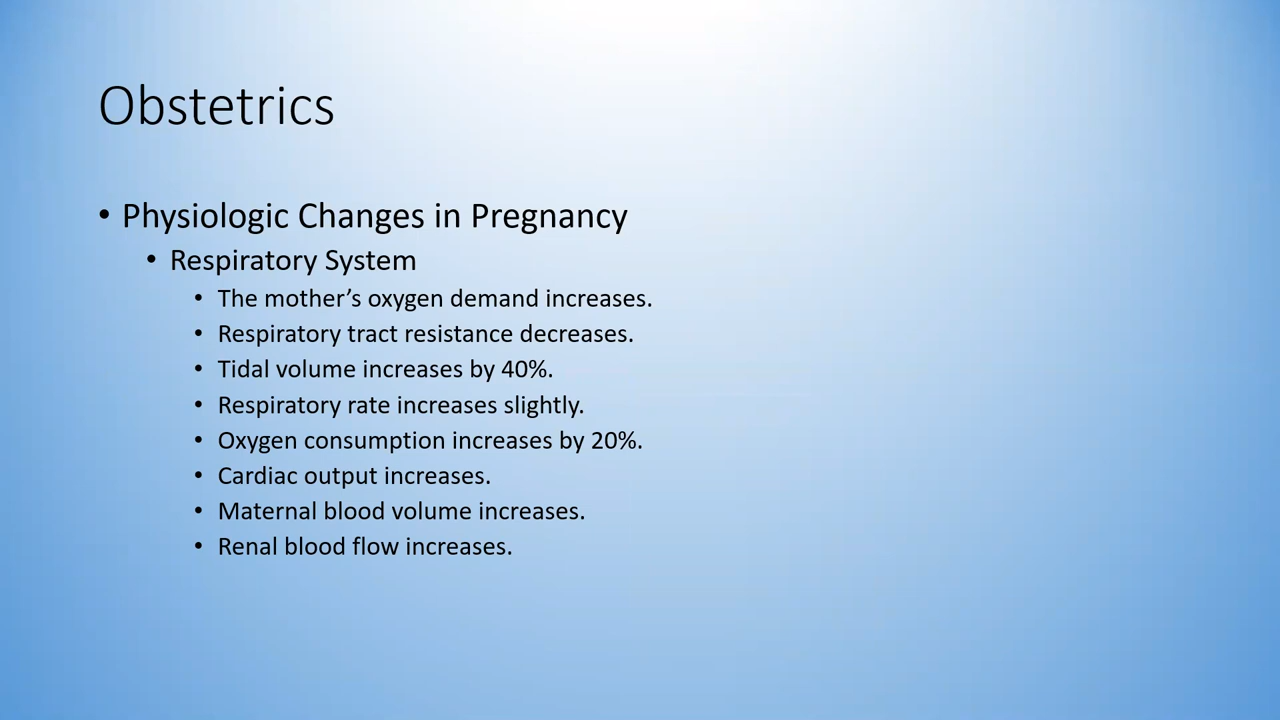 Obstetrics
• Physiologic Changes in Pregnancy
• Respiratory System
• The mother’s oxygen demand increases.
• Respiratory tract resistance decreases.
• Tidal volume increases by 40%.
• Respiratory rate increases slightly.
• Oxygen consumption increases by 20%.
• Cardiac output increases.
• Maternal blood volume increases.
• Renal blood flow increases.